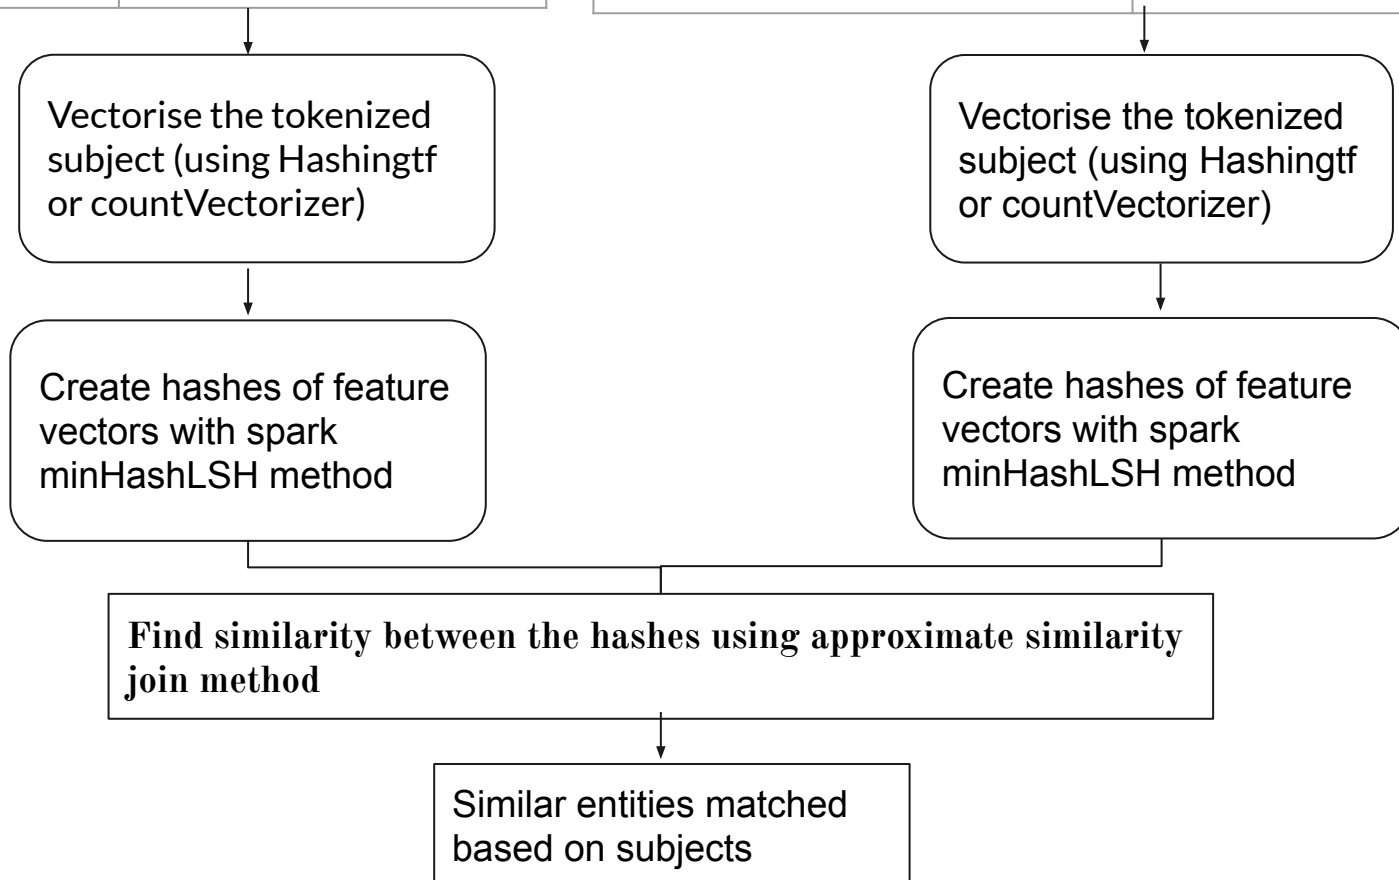 Vectorise the tokenized
subject (using Hashingtf
or countVectorizer)
Vectorise the tokenized
subject (using Hashingtf
or countVectorizer)
Create hashes of feature
vectors with spark
minHashLSH method
Create hashes of feature
vectors with spark
minHashLSH method
Find similarity between the hashes using approximate similarity
join method
Similar entities matched
based on subjects